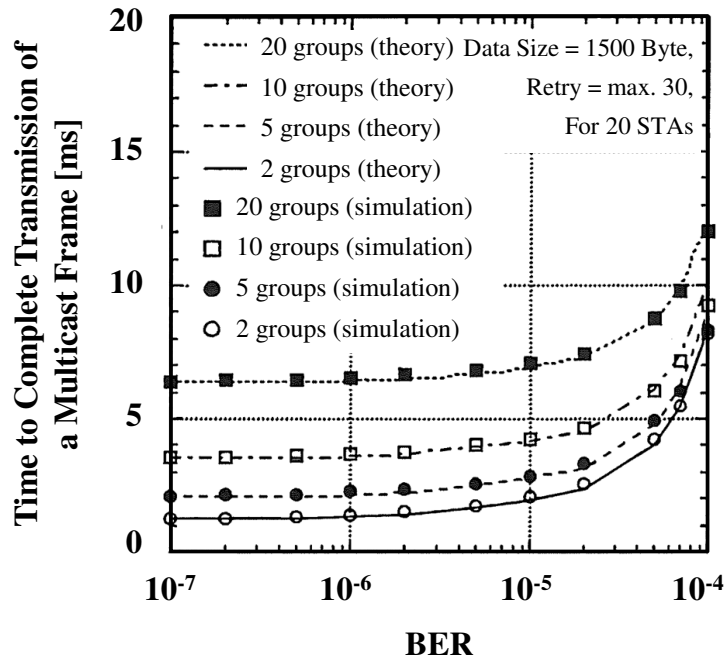 Time to Complete Transmission of
a Multicast Frame [ms]
20
15
10
5
0
20 groups (theory)
10 groups (theory)
5 groups (theory)
2 groups (theory)
20 groups (simulation)
10 groups (simulation)
5 groups (simulation)
2 groups (simulation)
Data Size = 1500 Byte,
Retry = max. 30,
For 20 STAs
10⁻⁷
10⁻⁶
10⁻⁵
10⁻⁴
BER